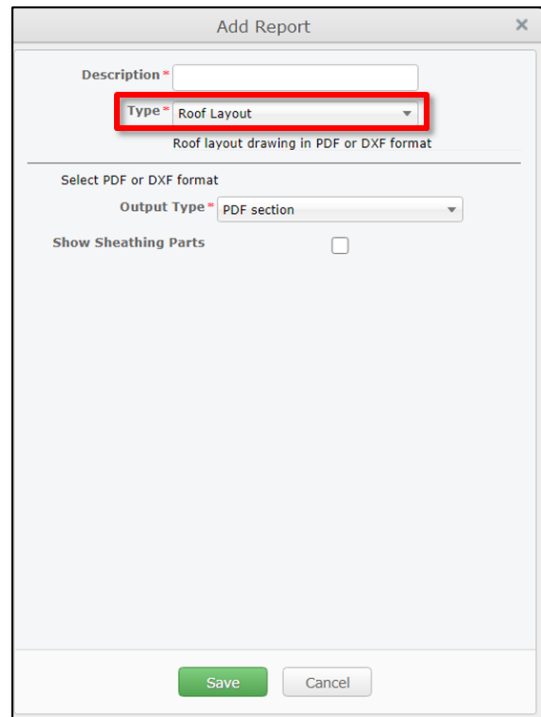 Add Report ×
Description *
Type * Roof Layout
Roof layout drawing in PDF or DXF format
Select PDF or DXF format
Output Type * PDF section
Show Sheathing Parts
Save Cancel